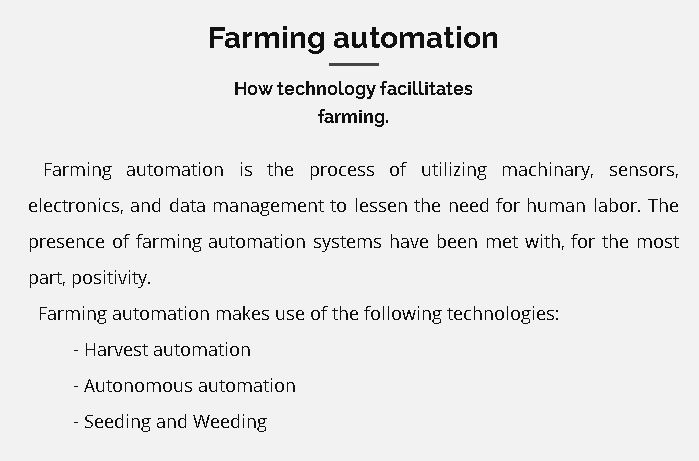 Farming automation
How technology facillitates
farming.
Farming automation is the process of utilizing machinary, sensors,
electronics, and data management to lessen the need for human labor. The
presence of farming automation systems have been met with, for the most
part, positivity.
Farming automation makes use of the following technologies:
- Harvest automation
- Autonomous automation
- Seeding and Weeding